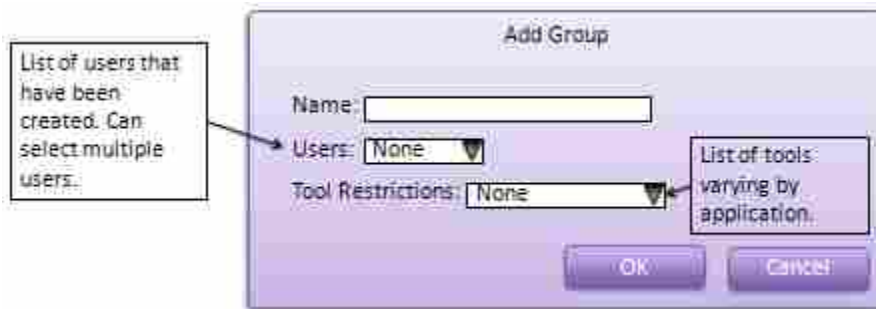 Add Group
List of users that
have been
created. Can
select multiple
users.
Name:
Users: None
Tool Restrictions: None
List of tools
varying by
application.
OK
Cancel